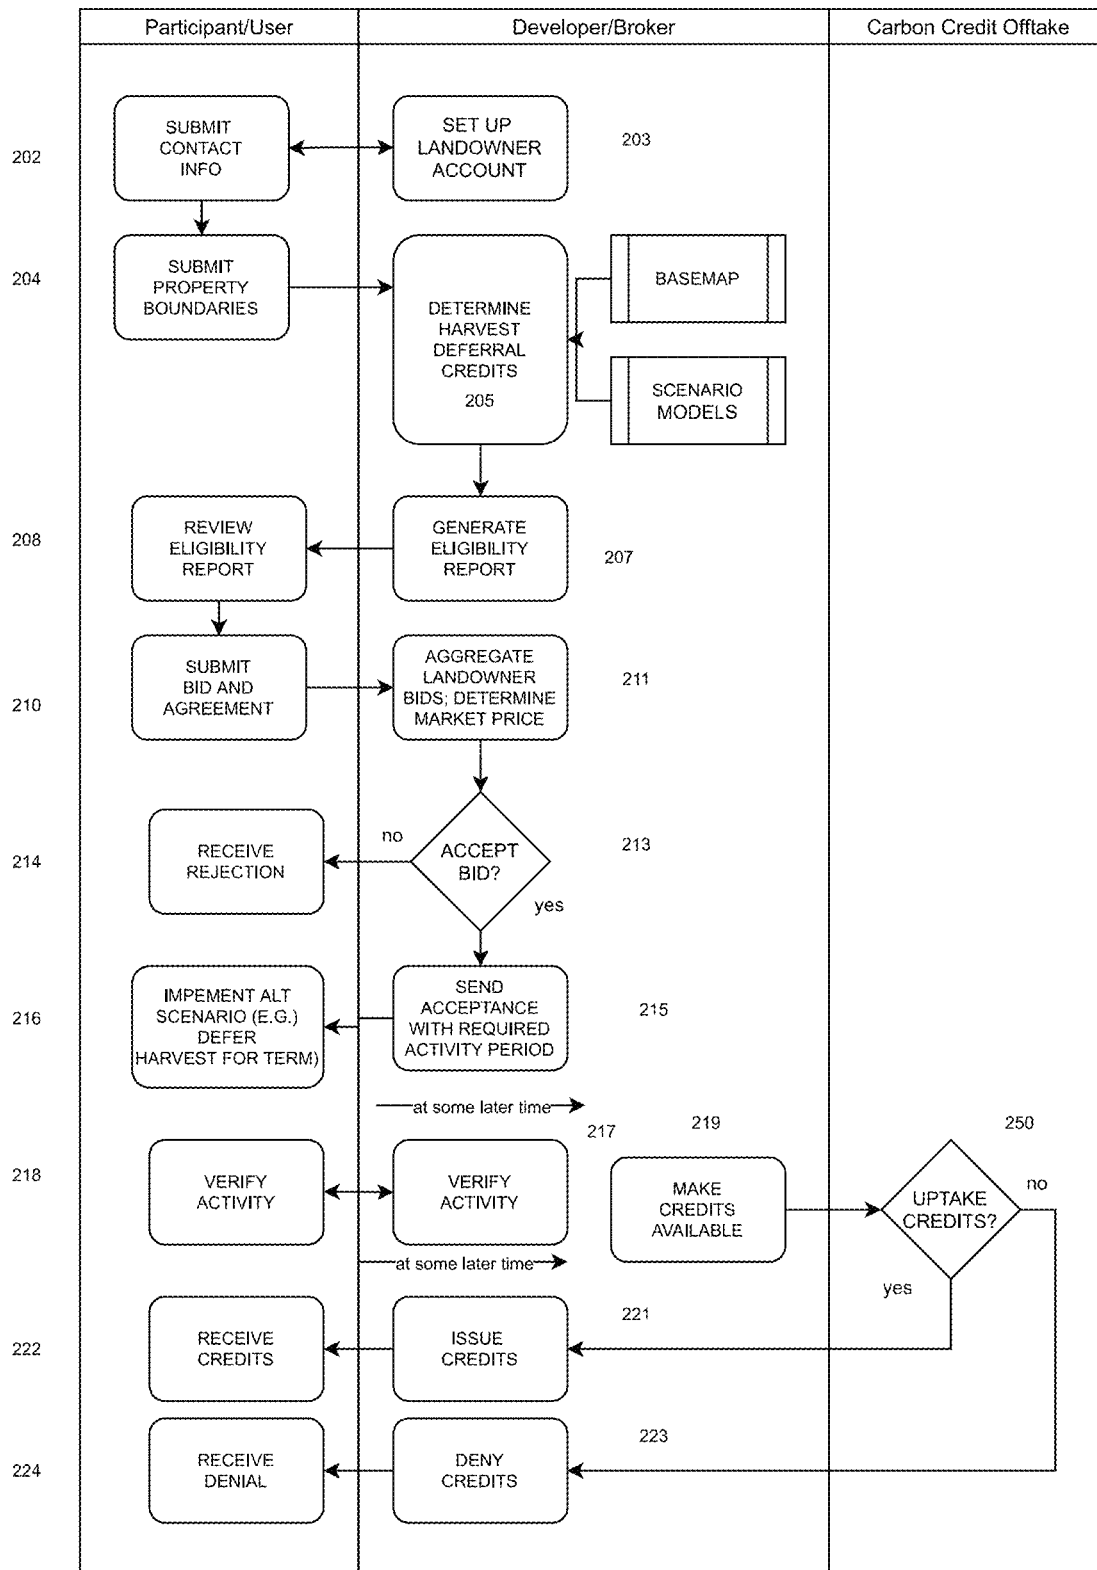 Participant/User
Developer/Broker
Carbon Credit Offtake
202
SUBMIT
CONTACT
INFO
SET UP
LANDOWNER
ACCOUNT
203
204
SUBMIT
PROPERTY
BOUNDARIES
DETERMINE
HARVEST
DEFERRAL
CREDITS
205
BASEMAP
SCENARIO
MODELS
208
REVIEW
ELIGIBILITY
REPORT
GENERATE
ELIGIBILITY
REPORT
207
210
SUBMIT
BID AND
AGREEMENT
AGGREGATE
LANDOWNER
BIDS; DETERMINE
MARKET PRICE
211
214
RECEIVE
REJECTION
no
ACCEPT
BID?
yes
213
216
IMPEMENT ALT
SCENARIO (E.G.)
DEFER
HARVEST FOR TERM)
SEND
ACCEPTANCE
WITH REQUIRED
ACTIVITY PERIOD
215
at some later time
217
219
250
218
VERIFY
ACTIVITY
VERIFY
ACTIVITY
MAKE
CREDITS
AVAILABLE
UPTAKE
CREDITS?
no
yes
at some later time
222
RECEIVE
CREDITS
ISSUE
CREDITS
221
224
RECEIVE
DENIAL
DENY
CREDITS
223